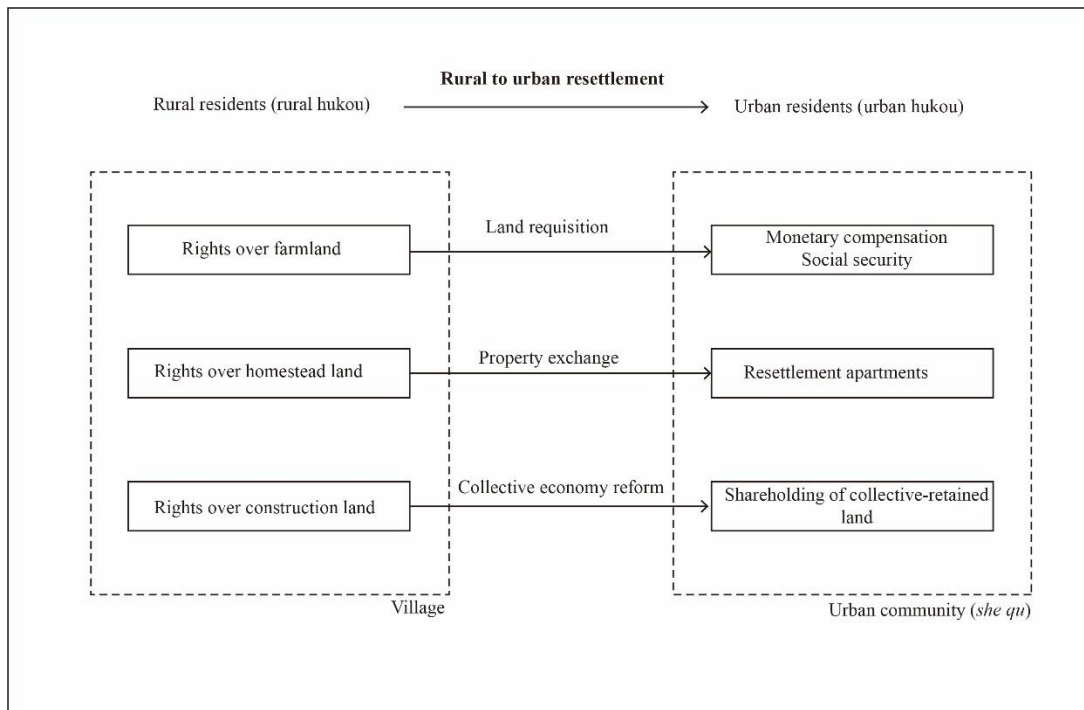 Rural to urban resettlement
Rural residents (rural hukou)
Urban residents (urban hukou)
Rights over farmland
Land requisition
Monetary compensation
Social security
Rights over homestead land
Property exchange
Resettlement apartments
Rights over construction land
Collective economy reform
Shareholding of collective-retained
land
Village
Urban community (she qu)